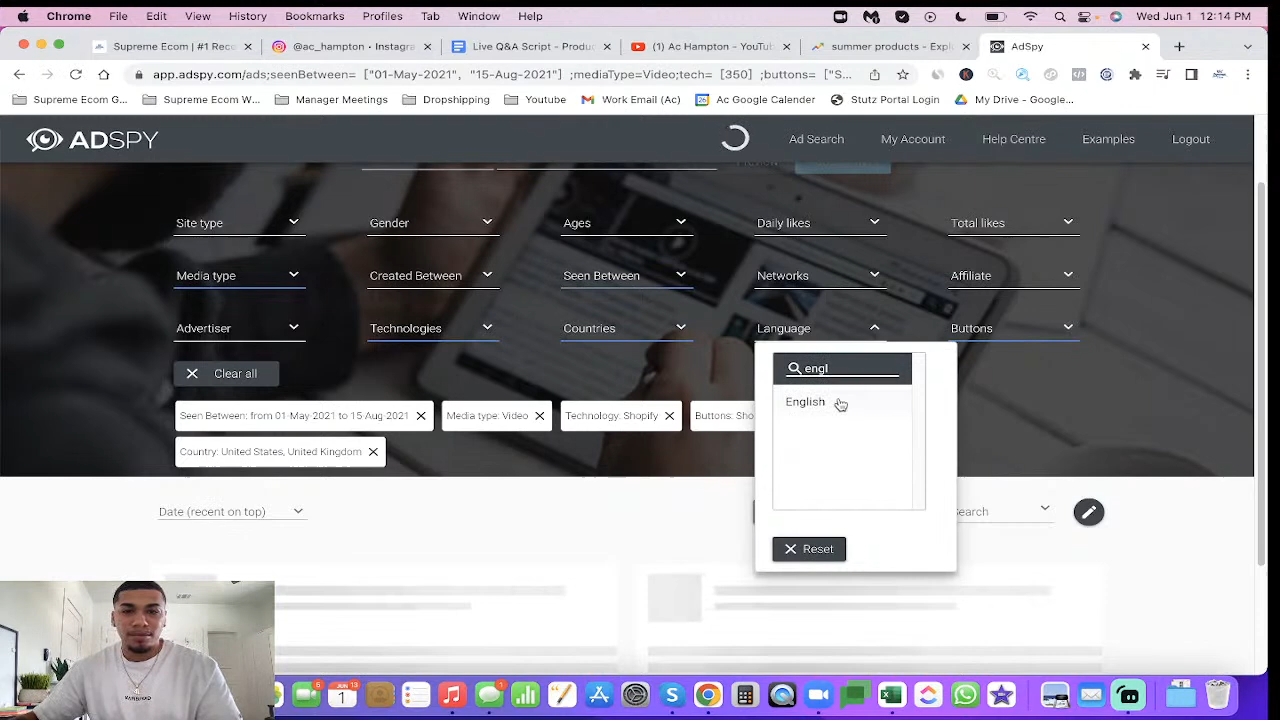 Chrome File Edit View History Bookmarks Profiles Tab Window Help Wed Jun 1 12:14 PM
Supreme Ecom | #1 Rec @ac_hampton - Instagra Live Q&A Script - Produc (1) Ac Hampton - YouTub summer products - Expl AdSpy
app.adspy.com/ads;seenBetween= ["01-May-2021", "15-Aug-2021"] ;mediaType=Video;tech= [350] ;buttons= ["S...
Supreme Ecom G... Supreme Ecom W... Manager Meetings Dropshipping Youtube Work Email (Ac) Ac Google Calender Stutz Portal Login My Drive - Google...
ADSPY Ad Search My Account Help Centre Examples Logout
Site type Gender Ages Daily likes Total likes
Media type Created Between Seen Between Networks Affiliate
Advertiser Technologies Countries Language Buttons
engl
Clear all
English
Seen Between: from 01-May-2021 to 15 Aug 2021 Media type: Video Technology: Shopify Buttons: Sho
Country: United States, United Kingdom
Date (recent on top) Search
Reset